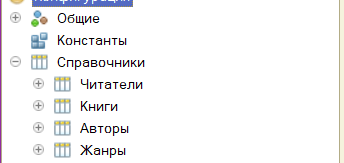 Общие
Константы
Справочники
Читатели
Книги
Авторы
Жанры